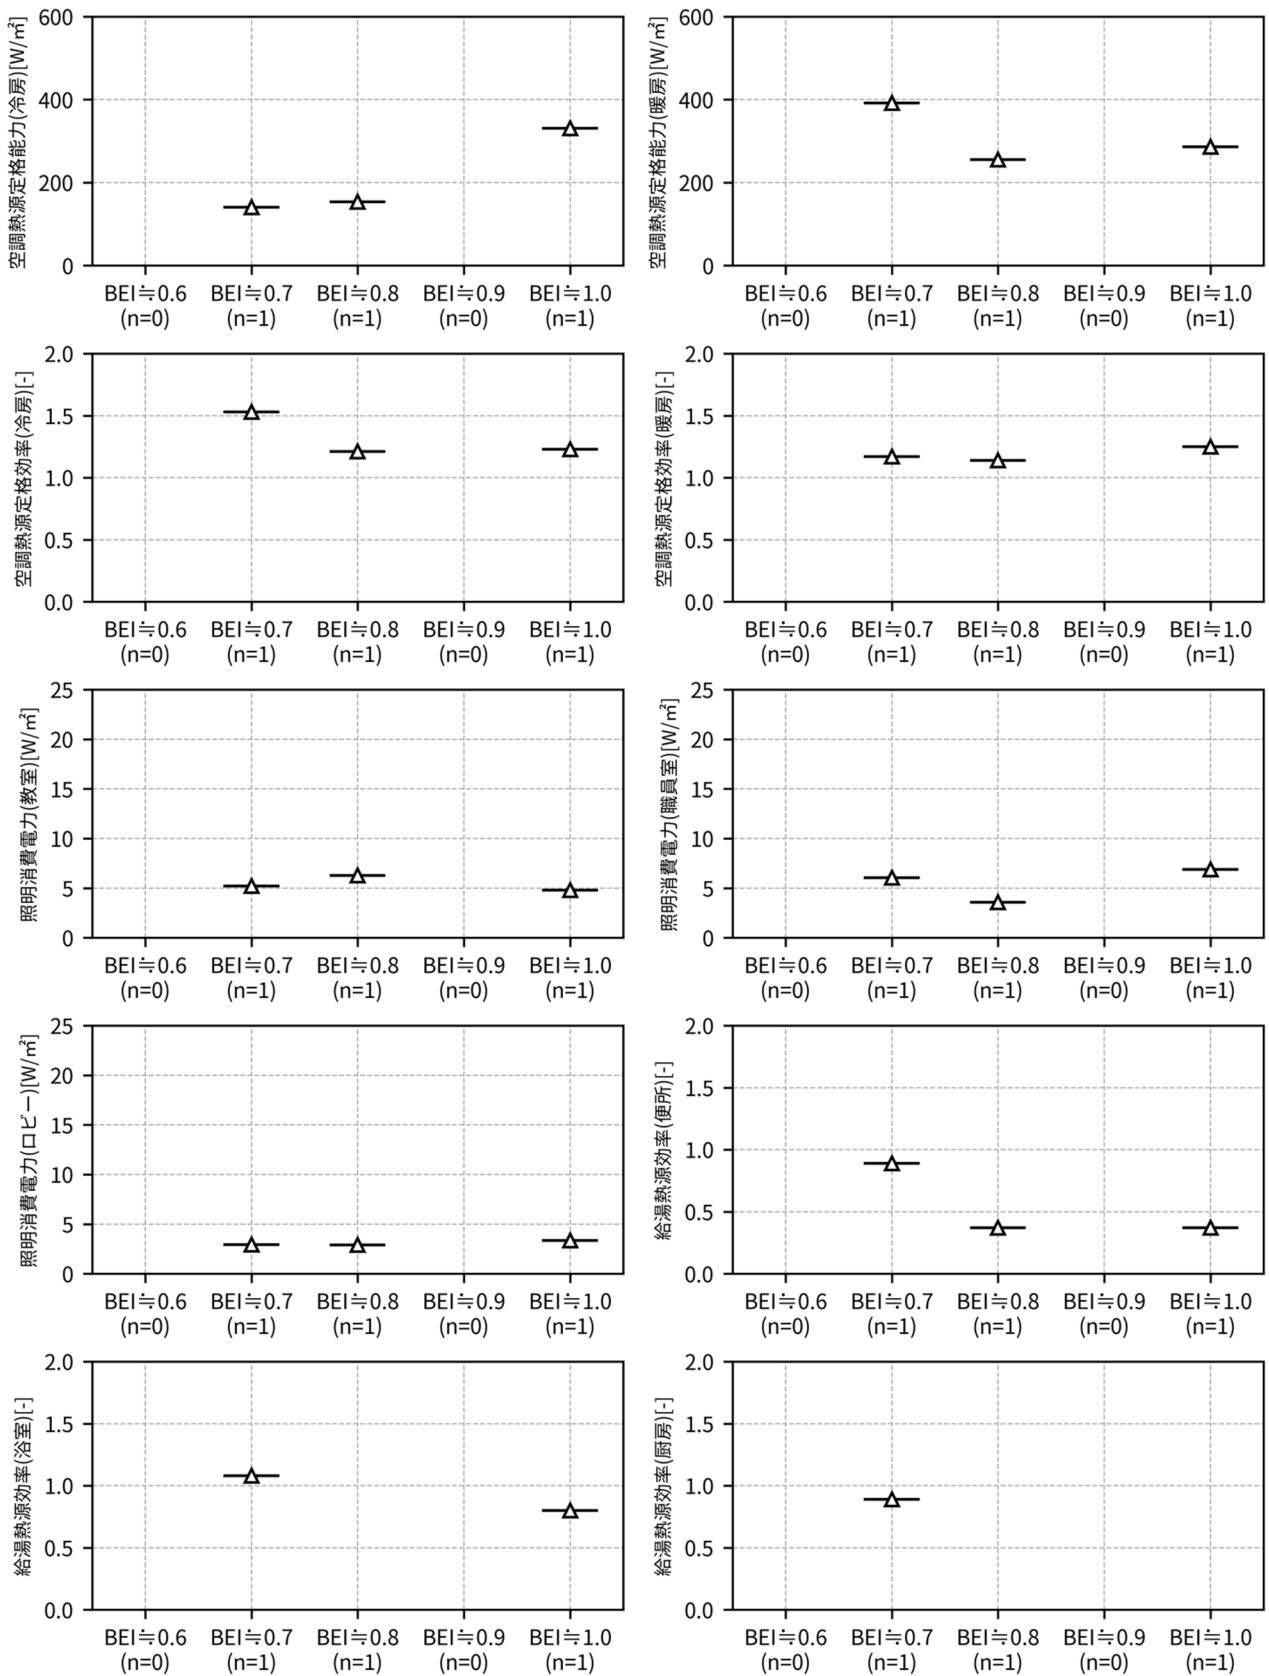 空調熱源定格能力(冷房)[W/㎡]
600
400
200
0
BEI≒0.6 BEI≒0.7 BEI≒0.8 BEI≒0.9 BEI≒1.0
(n=0) (n=1) (n=1) (n=0) (n=1)
空調熱源定格能力(暖房)[W/㎡]
600
400
200
0
BEI≒0.6 BEI≒0.7 BEI≒0.8 BEI≒0.9 BEI≒1.0
(n=0) (n=1) (n=1) (n=0) (n=1)
空調熱源定格効率(冷房)[-]
2.0
1.5
1.0
0.5
0.0
BEI≒0.6 BEI≒0.7 BEI≒0.8 BEI≒0.9 BEI≒1.0
(n=0) (n=1) (n=1) (n=0) (n=1)
空調熱源定格効率(暖房)[-]
2.0
1.5
1.0
0.5
0.0
BEI≒0.6 BEI≒0.7 BEI≒0.8 BEI≒0.9 BEI≒1.0
(n=0) (n=1) (n=1) (n=0) (n=1)
照明消費電力(教室)[W/㎡]
25
20
15
10
5
0
BEI≒0.6 BEI≒0.7 BEI≒0.8 BEI≒0.9 BEI≒1.0
(n=0) (n=1) (n=1) (n=0) (n=1)
照明消費電力(職員室)[W/㎡]
25
20
15
10
5
0
BEI≒0.6 BEI≒0.7 BEI≒0.8 BEI≒0.9 BEI≒1.0
(n=0) (n=1) (n=1) (n=0) (n=1)
照明消費電力(ロビー)[W/㎡]
25
20
15
10
5
0
BEI≒0.6 BEI≒0.7 BEI≒0.8 BEI≒0.9 BEI≒1.0
(n=0) (n=1) (n=1) (n=0) (n=1)
給湯熱源効率(便所)[-]
2.0
1.5
1.0
0.5
0.0
BEI≒0.6 BEI≒0.7 BEI≒0.8 BEI≒0.9 BEI≒1.0
(n=0) (n=1) (n=1) (n=0) (n=1)
給湯熱源効率(浴室)[-]
2.0
1.5
1.0
0.5
0.0
BEI≒0.6 BEI≒0.7 BEI≒0.8 BEI≒0.9 BEI≒1.0
(n=0) (n=1) (n=1) (n=0) (n=1)
給湯熱源効率(厨房)[-]
2.0
1.5
1.0
0.5
0.0
BEI≒0.6 BEI≒0.7 BEI≒0.8 BEI≒0.9 BEI≒1.0
(n=0) (n=1) (n=1) (n=0) (n=1)